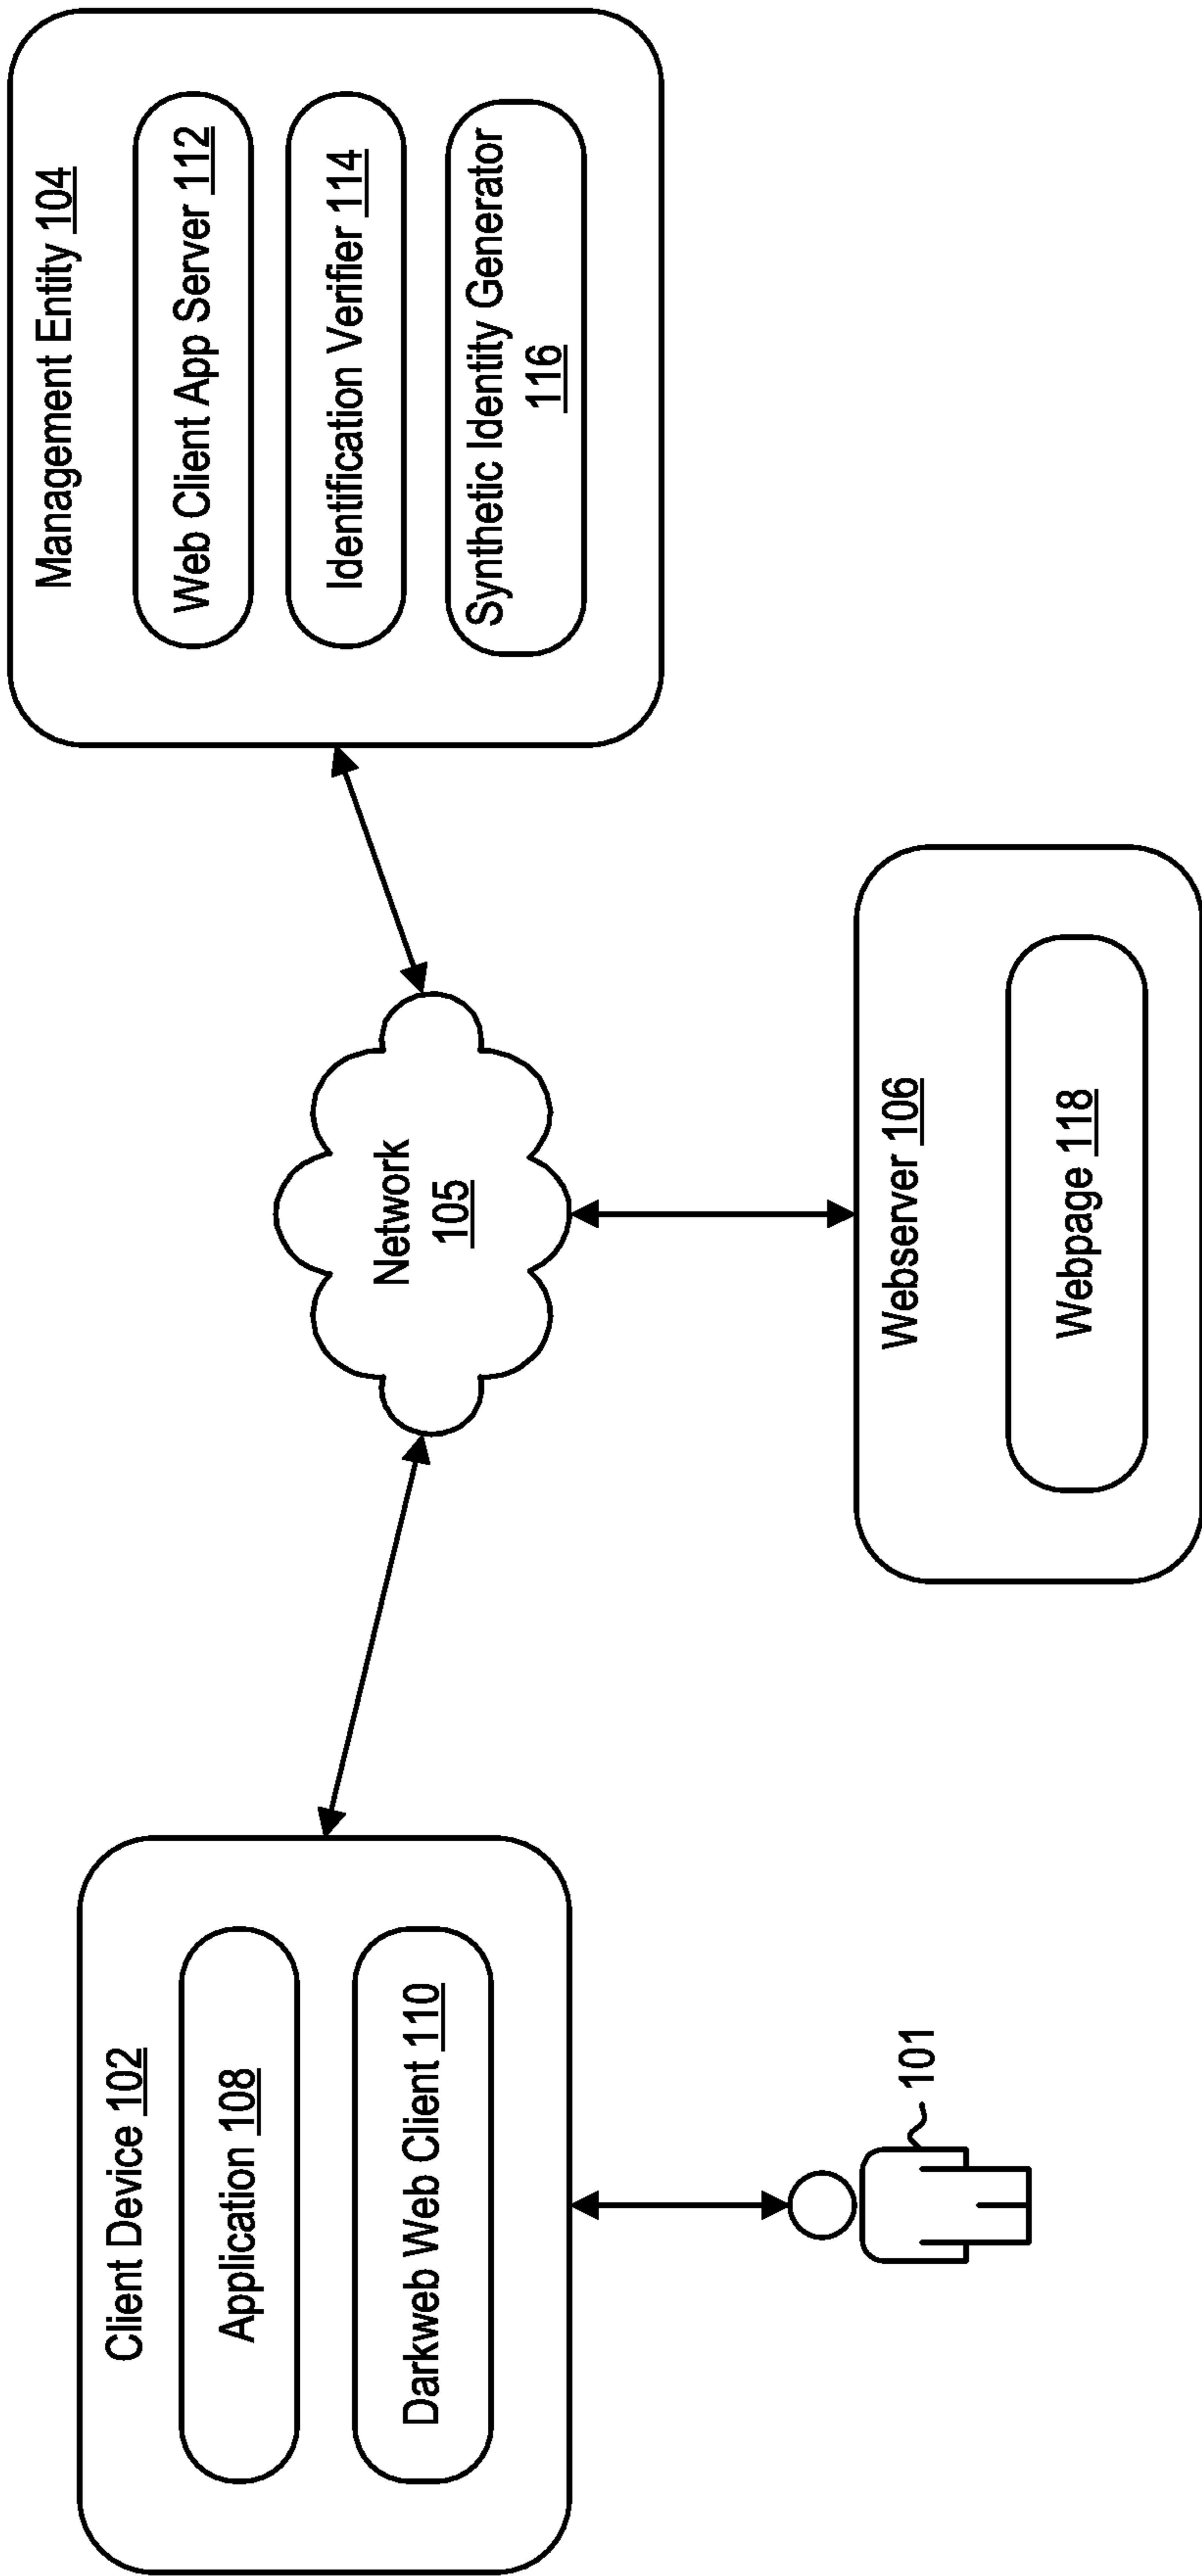 Client Device 102
Application 108
Darkweb Web Client 110
101
Network
105
Management Entity 104
Web Client App Server 112
Identification Verifier 114
Synthetic Identity Generator
116
Webserver 106
Webpage 118